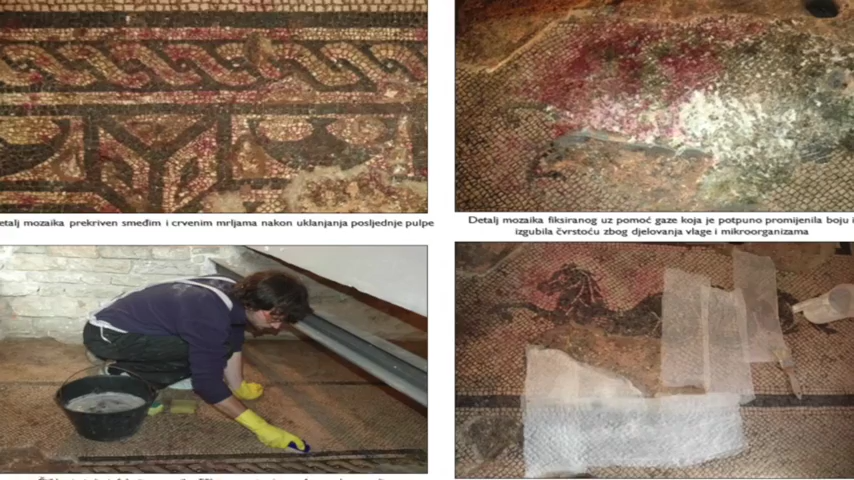 etalj mozaika prekriven smeđim i crvenim mrljama nakon uklanjanja posljednje pulpe
Detalj mozaika fiksiranog uz pomoć gaze koja je potpuno promijenila boju i
izgubila čvrstoću zbog djelovanja vlage i mikroorganizama